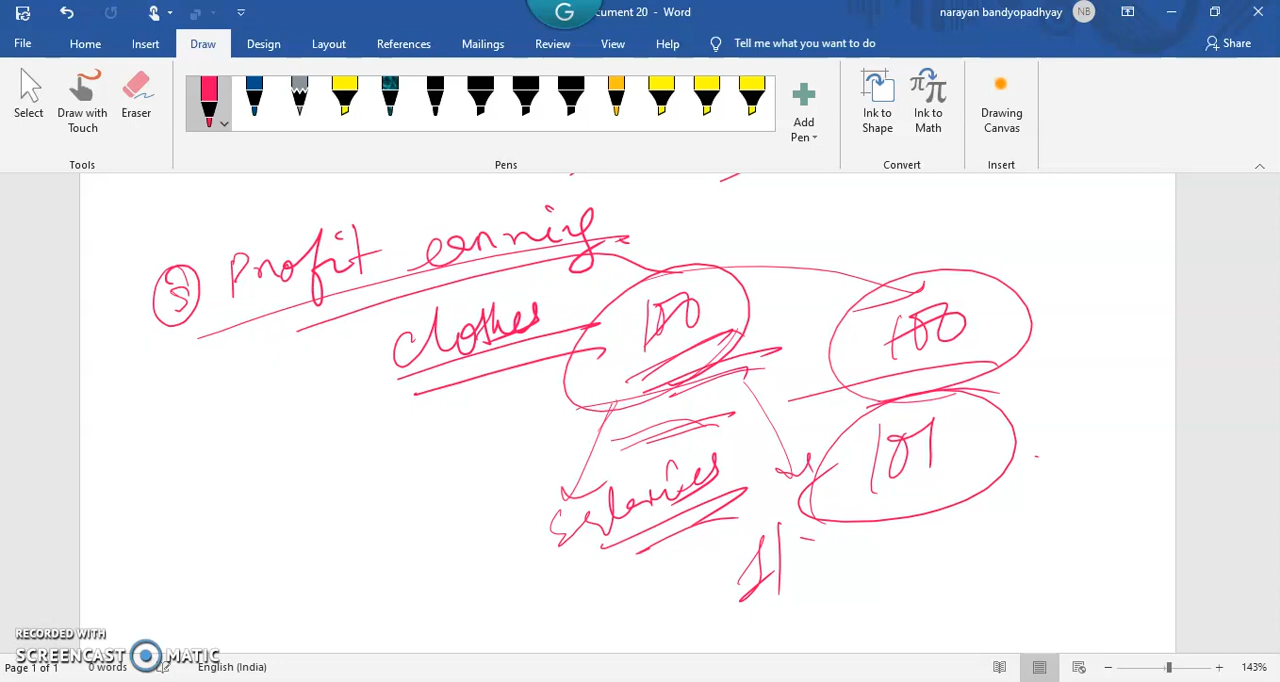 cument 20 - Word
narayan bandyopadhyay NB
File Home Insert Draw Design Layout References Mailings Review View Help Tell me what you want to do Share
Select Draw with Touch Eraser Add Pen Ink to Shape Ink to Math Drawing Canvas
Tools Pens Convert Insert
Profit earning
clothes 100 100
101
salaries
RECORDED WITH
SCREENCAST MATIC
Page 1 of 1 0 words English (India) 143%